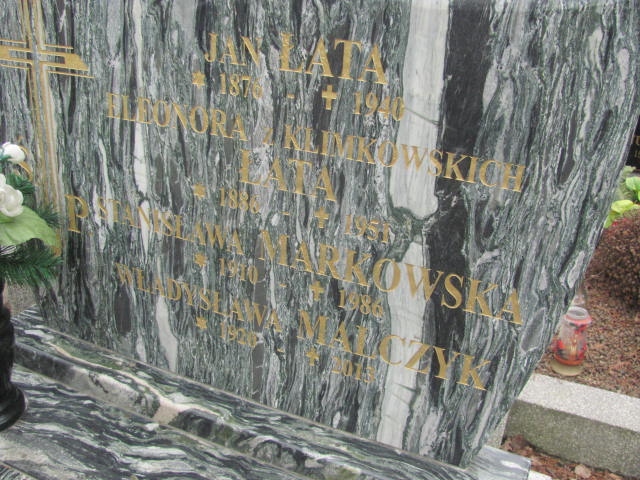 JAN ŁATA
* 1876 - † 1940
ELEONORA z KLIMKOWSKICH
ŁATA
* 1886 - † 1951
P STANISŁAWA MARKOWSKA
* 1910 - † 1986
WŁADYSŁAWA MALCZYK
* 1920 † 2013